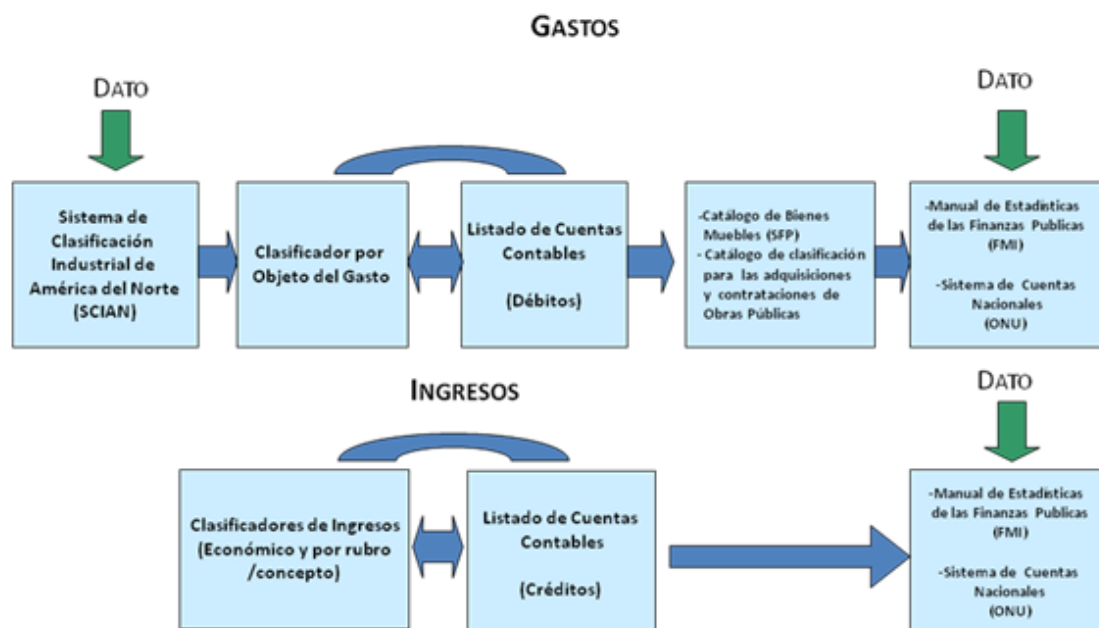 GASTOS
DATO
DATO
Sistema de
Clasificación
Industrial de
América del Norte
(SCIAN)
Clasificador por
Objeto del Gasto
Listado de Cuentas
Contables
(Débitos)
-Catálogo de Bienes
Muebles (SFP)
- Catálogo de clasificación
para las adquisiciones
y contrataciones de
Obras Públicas
-Manual de Estadísticas
de las Finanzas Publicas
(FMI)
-Sistema de Cuentas
Nacionales
(ONU)
INGRESOS
DATO
Clasificadores de Ingresos
(Económico y por rubro
/concepto)
Listado de Cuentas
Contables
(Créditos)
-Manual de Estadísticas
de las Finanzas Publicas
(FMI)
-Sistema de Cuentas
Nacionales
(ONU)